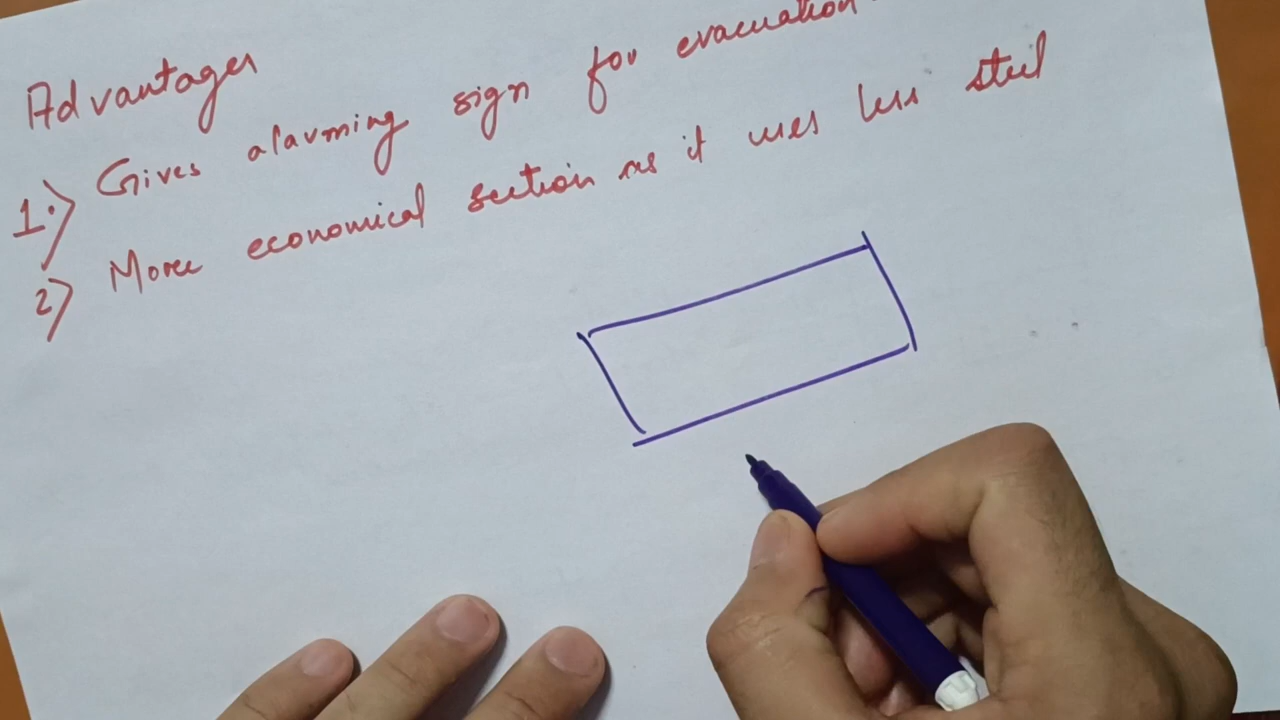 Advantages
1.) Gives alarming sign for evacuation.
2) More economical section as it uses less steel